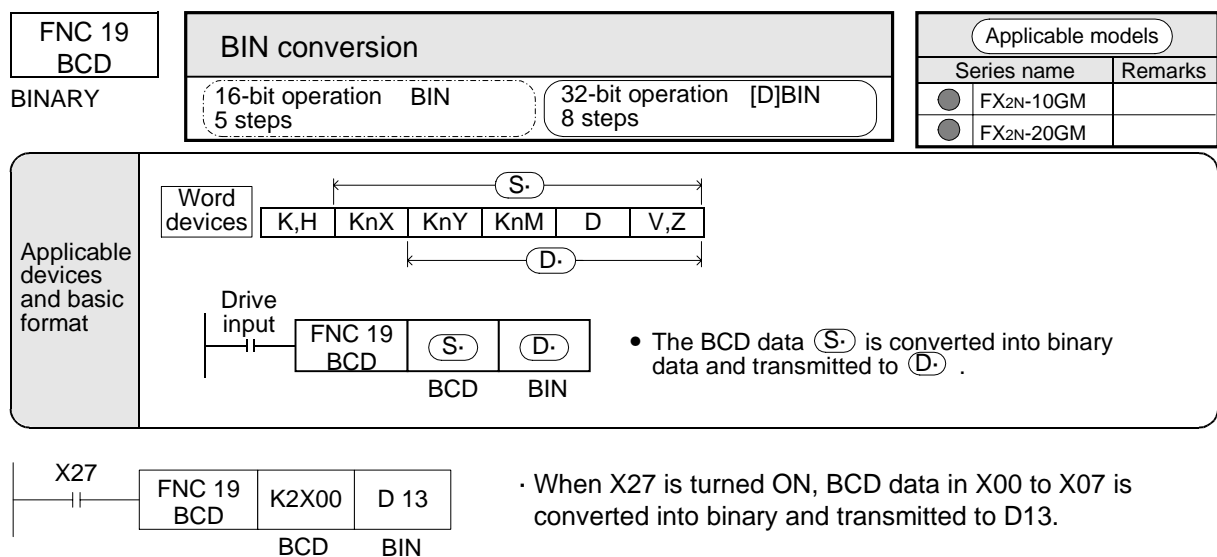 FNC 19
BCD
BINARY
BIN conversion
16-bit operation BIN
5 steps
32-bit operation [D]BIN
8 steps
Applicable models
Series name Remarks
FX2N-10GM
FX2N-20GM
Applicable
devices
and basic
format
Word
devices
K,H KnX KnY KnM D V,Z
S·
D·
Drive
input
FNC 19
BCD
S·
D·
BCD BIN
• The BCD data S· is converted into binary
data and transmitted to D· .
X27
FNC 19
BCD
K2X00
D 13
BCD BIN
· When X27 is turned ON, BCD data in X00 to X07 is
converted into binary and transmitted to D13.